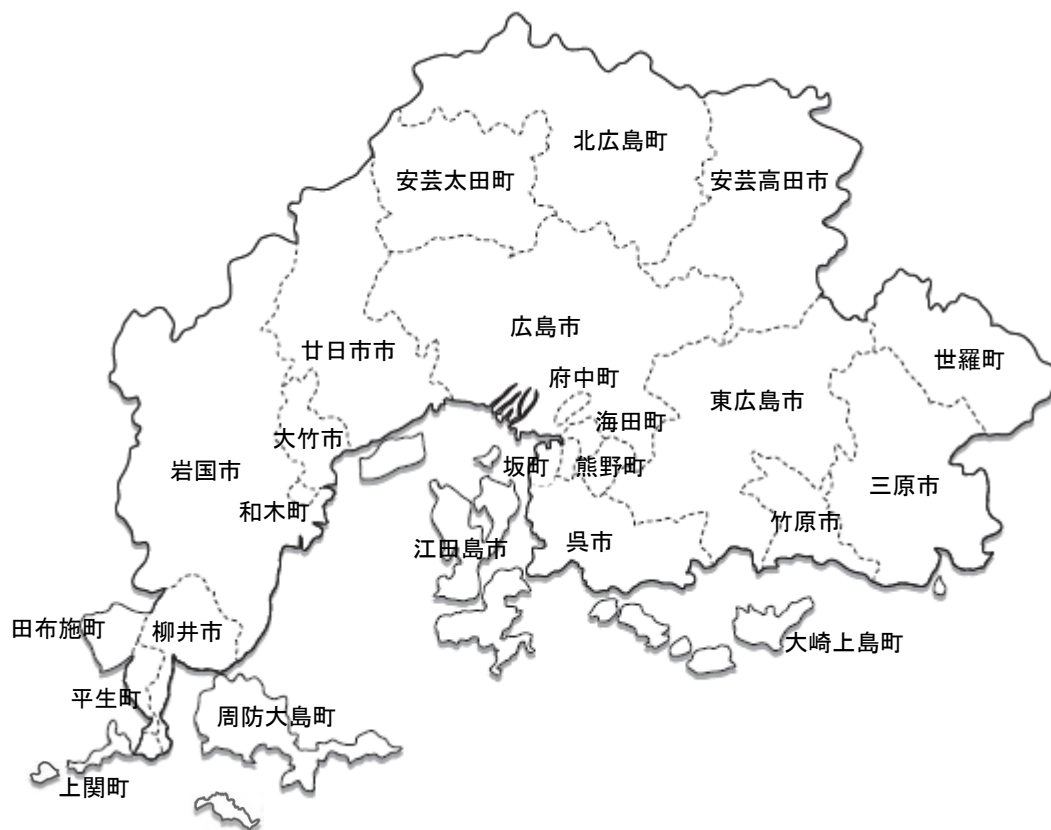 北広島町
安芸太田町
安芸高田市
広島市
廿日市市
世羅町
府中町
東広島市
海田町
大竹市
岩国市
坂町
熊野町
三原市
和木町
竹原市
江田島市
呉市
田布施町
柳井市
大崎上島町
平生町
周防大島町
上関町